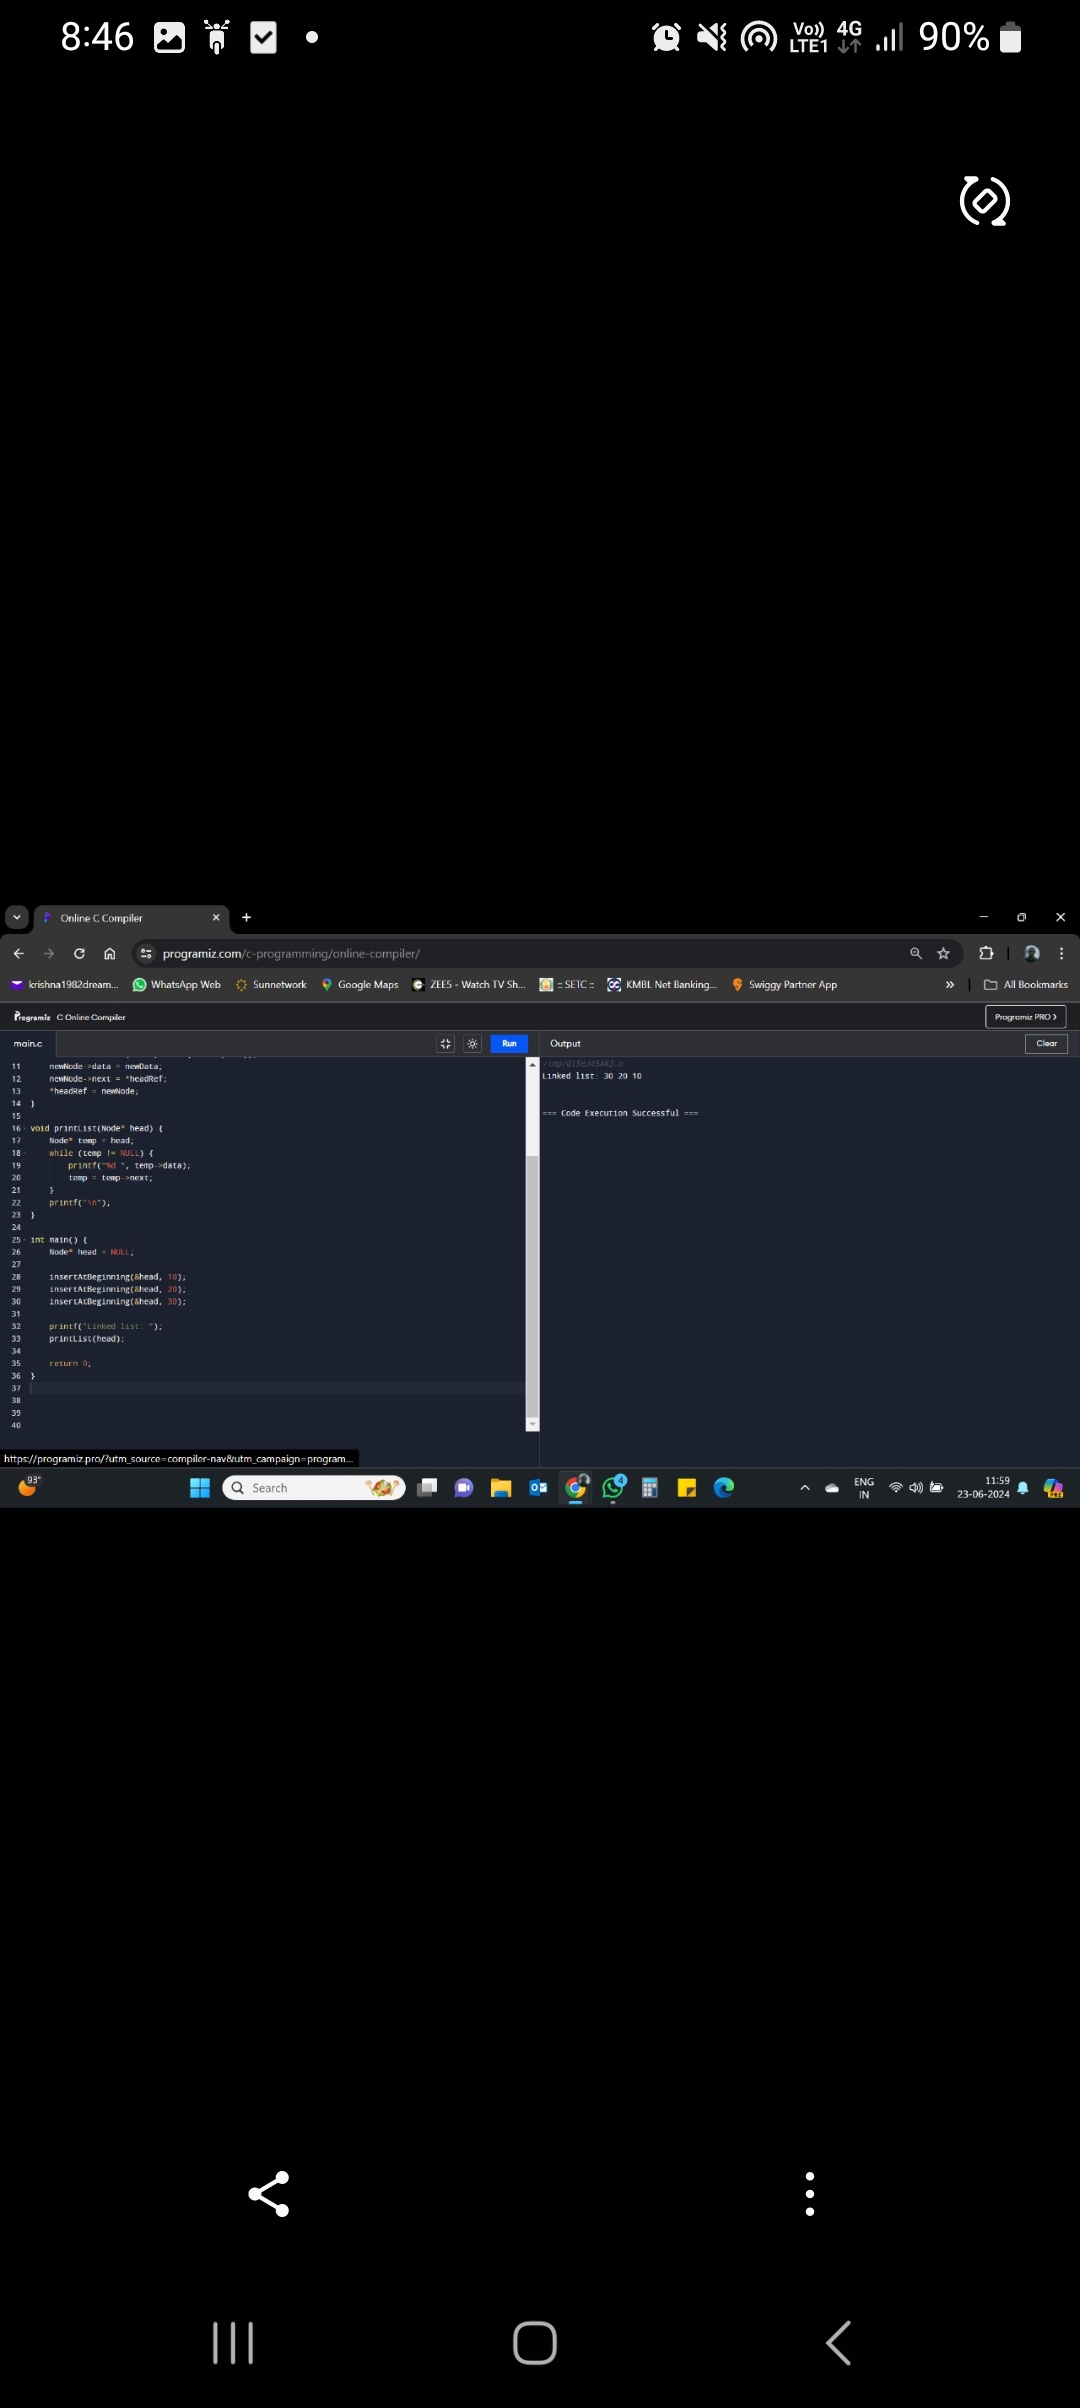 8:46
Vo)) 4G
LTE1
90%
Online C Compiler
programiz.com/c-programming/online-compiler/
krishna1982dream... WhatsApp Web Sunnetwork Google Maps ZEE5 - Watch TV Sh... :: SETC :: KMBL Net Banking... Swiggy Partner App » All Bookmarks
Programiz C Online Compiler
Programiz PRO >
main.c
Run
Output
Clear
11 newNode->data = newData;
12 newNode->next = *headRef;
13 *headRef = newNode;
14 }
15
16 void printList(Node* head) {
17 Node* temp = head;
18 while (temp != NULL) {
19 printf("%d ", temp->data);
20 temp = temp->next;
21 }
22 printf("\n");
23 }
24
25 int main() {
26 Node* head = NULL;
27
28 insertAtBeginning(&head, 10);
29 insertAtBeginning(&head, 20);
30 insertAtBeginning(&head, 30);
31
32 printf("Linked list: ");
33 printList(head);
34
35 return 0;
36 }
37
38
39
40
Linked list: 30 20 10
=== Code Execution Successful ===
https://programiz.pro/?utm_source=compiler-nav&utm_campaign=program...
93°
Search
4
ENG
IN
11:59
23-06-2024